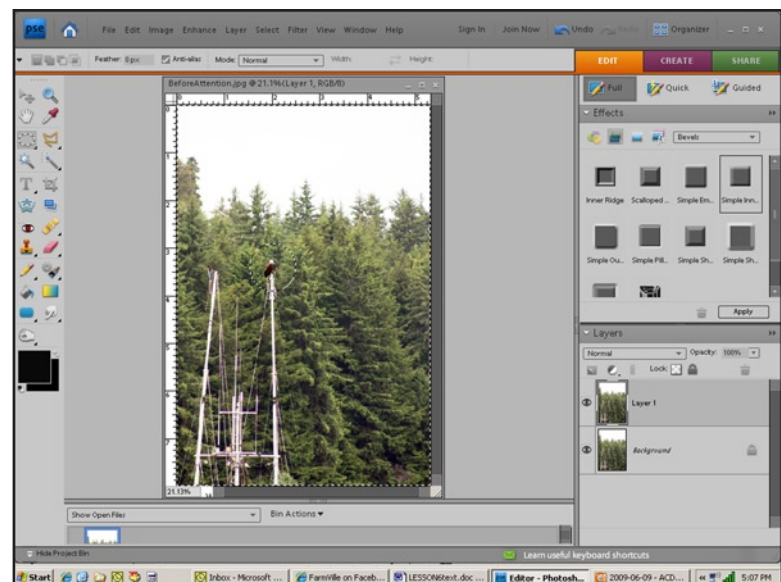 pse File Edit Image Enhance Layer Select Filter View Window Help Sign In Join Now Undo Redo Organizer
Feather: 0 px Anti-alias Mode: Normal Width: Height: EDIT CREATE SHARE
BeforeAttention.jpg @ 21.1% (Layer 1, RGB/8)
Full Quick Guided
Effects
Bevels
Inner Ridge Scalloped ... Simple Em... Simple Inn...
Simple Ou... Simple Pill... Simple Sh... Simple Sh...
Apply
Layers
Normal Opacity: 100%
Lock:
Layer 1
Background
21.13%
Show Open Files Bin Actions
Hide Project Bin Learn useful keyboard shortcuts
Start Inbox - Microsoft ... FarmVille on Faceb... LESSON6text.doc ... Editor - Photosh... 2009-06-09 - ACD... 5:07 PM